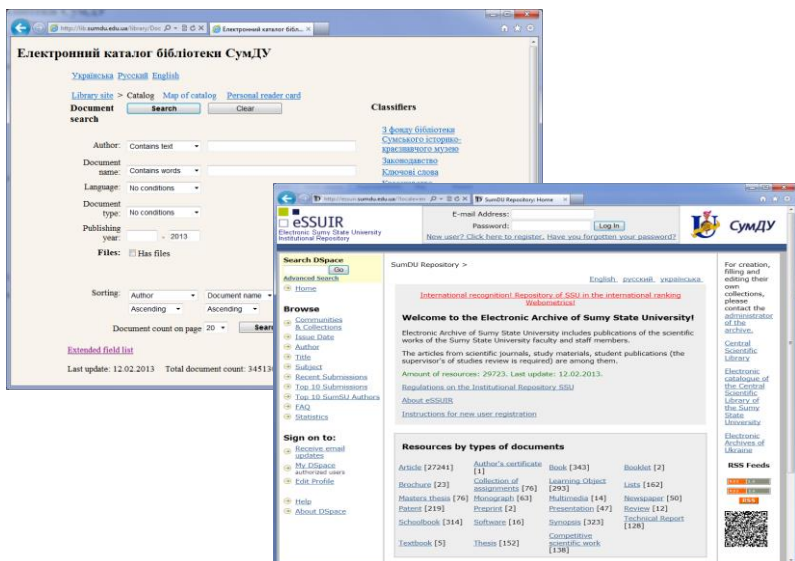 http://lib.sumdu.edu.ua/library/Doc
Електронний каталог бібл...
Електронний каталог бібліотеки СумДУ
Українська Русский English
Library site > Catalog Map of catalog Personal reader card
Document search
Search
Clear
Classifiers
З фонду бібліотека
Сумського історико-
краєзнавчого музею
Законодавство
Ключові слова
Author:
Contains text
Document name:
Contains words
Language:
No conditions
Document type:
No conditions
Publishing year:
- 2013
Files:
Has files
Sorting:
Author
Document name
Ascending
Ascending
Document count on page 20
Extended field list
Last update: 12.02.2013 Total document count: 34513
SumDU Repository: Home
eSSUIR
Electronic Sumy State University
Institutional Repository
E-mail Address:
Password:
Log In
New user? Click here to register. Have you forgotten your password?
СумДУ
Search DSpace
Go
Advanced Search
Home
Browse
Communities
& Collections
Issue Date
Author
Title
Subject
Recent Submissions
Top 10 Submissions
Top 10 SumSU Authors
FAQ
Statistics
Sign on to:
Receive email
updates
My DSpace
authorized users
Edit Profile
Help
About DSpace
SumDU Repository >
English русский українська
International recognition! Repository of SSU in the international ranking
Webometrics!
Welcome to the Electronic Archive of Sumy State University!
Electronic Archive of Sumy State University includes publications of the scientific
works of the Sumy State University faculty and staff members.
The articles from scientific journals, study materials, student publications (the
supervisor's of studies review is required) are among them.
Amount of resources: 29723. Last update: 12.02.2013.
Regulations on the Institutional Repository SSU
About eSSUIR
Instructions for new user registration
Resources by types of documents
Article [27241] Author's certificate [1] Book [343] Booklet [2]
Brochure [23] Collection of assignments [76] Learning Object [293] Lists [162]
Masters thesis [76] Monograph [63] Multimedia [14] Newspaper [50]
Patent [219] Preprint [2] Presentation [47] Review [12]
Schoolbook [314] Software [16] Synopsis [323] Technical Report [128]
Textbook [5] Thesis [152] Competitive scientific work [138]
For creation,
filling and
editing their
own
collections,
please
contact the
administrator
of the
archive.
Central
Scientific
Library
Electronic
catalogue of
the Central
Scientific
Library of
the Sumy
State
University
Electronic
Archives of
Ukraine
RSS Feeds